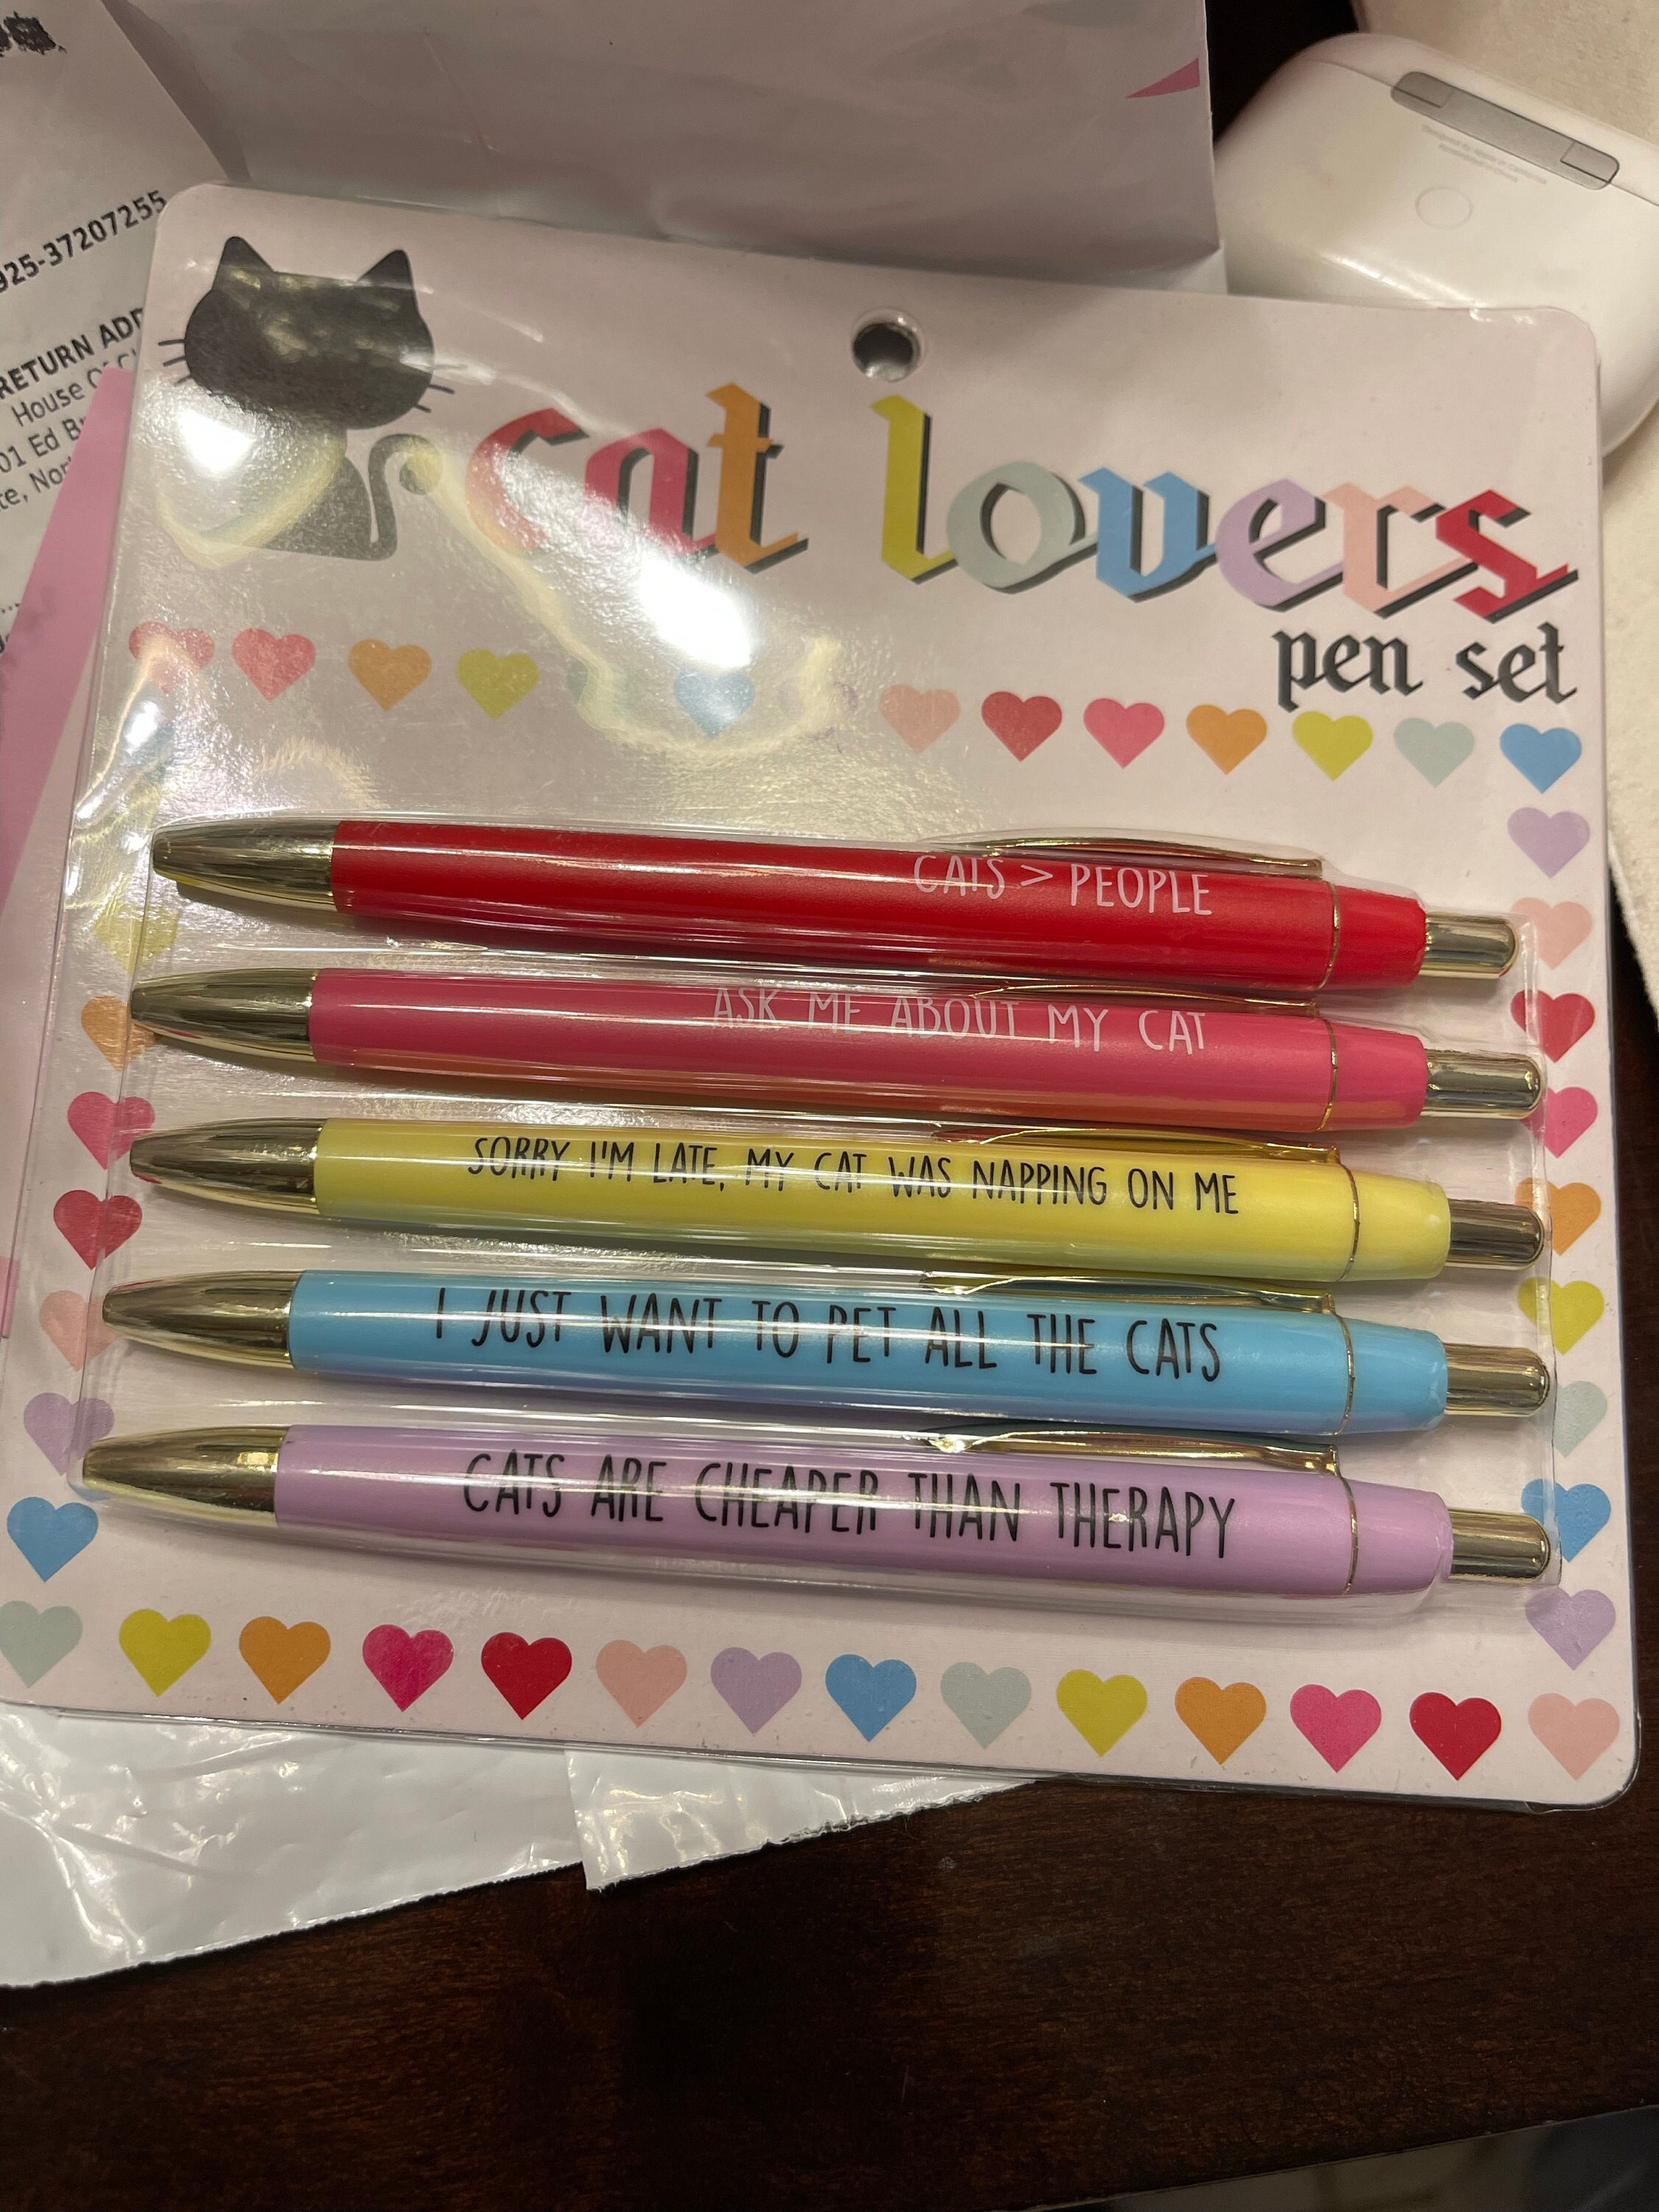 925-37207255
RETURN
House
Ed
cat lovers
pen set
CATS > PEOPLE
ASK ME ABOUT MY CAT
SORRY I'M LATE, MY CAT WAS NAPPING ON ME
I JUST WANT TO PET ALL THE CATS
CATS ARE CHEAPER THAN THERAPY